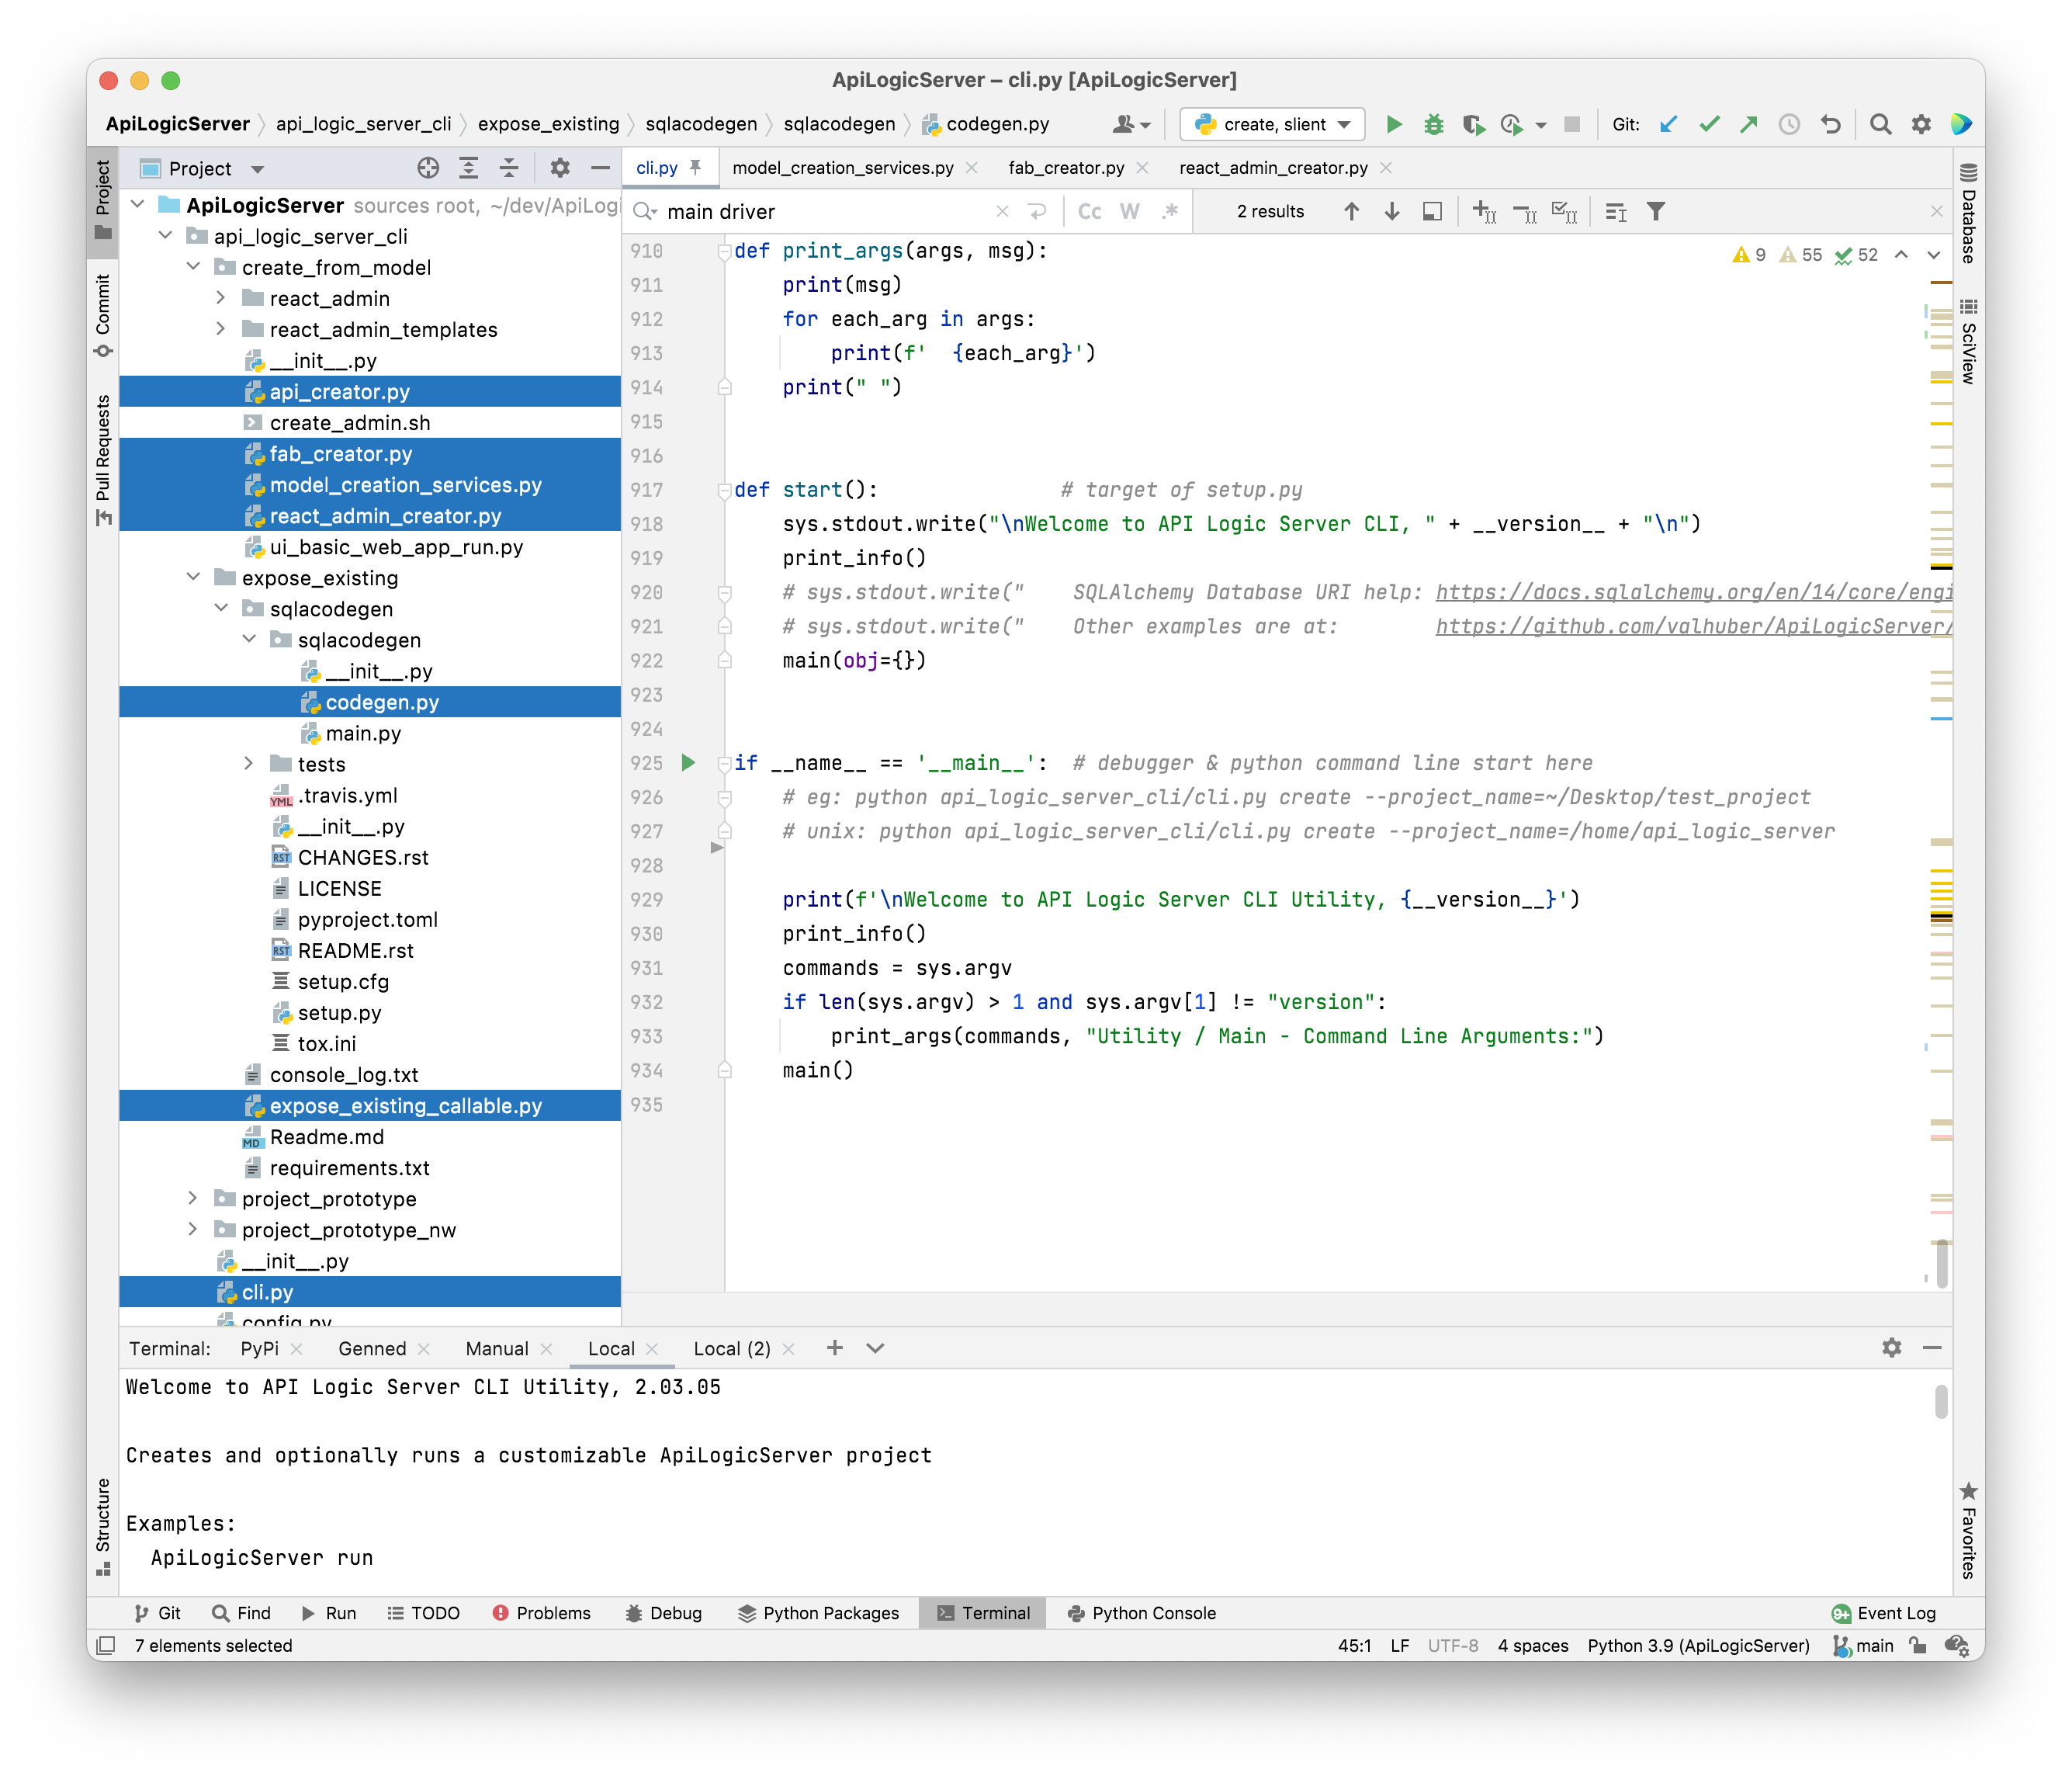 ApiLogicServer – cli.py [ApiLogicServer]
ApiLogicServer api_logic_server_cli expose_existing sqlacodegen sqlacodegen codegen.py
create, slient
Git:
Project
Commit
Pull Requests
Structure
Project
ApiLogicServer sources root, ~/dev/ApiLogi
api_logic_server_cli
create_from_model
react_admin
react_admin_templates
__init__.py
api_creator.py
create_admin.sh
fab_creator.py
model_creation_services.py
react_admin_creator.py
ui_basic_web_app_run.py
expose_existing
sqlacodegen
sqlacodegen
__init__.py
codegen.py
main.py
tests
.travis.yml
__init__.py
CHANGES.rst
LICENSE
pyproject.toml
README.rst
setup.cfg
setup.py
tox.ini
console_log.txt
expose_existing_callable.py
Readme.md
requirements.txt
project_prototype
project_prototype_nw
__init__.py
cli.py
config.py
cli.py model_creation_services.py fab_creator.py react_admin_creator.py
main driver Cc W .* 2 results
9 55 52
910 def print_args(args, msg):
911 print(msg)
912 for each_arg in args:
913 print(f'  {each_arg}')
914 print(" ")
915
916
917 def start():               # target of setup.py
918 sys.stdout.write("\nWelcome to API Logic Server CLI, " + __version__ + "\n")
919 print_info()
920 # sys.stdout.write("    SQLAlchemy Database URI help: https://docs.sqlalchemy.org/en/14/core/engi
921 # sys.stdout.write("    Other examples are at:        https://github.com/valhuber/ApiLogicServer/
922 main(obj={})
923
924
925 if __name__ == '__main__':  # debugger & python command line start here
926 # eg: python api_logic_server_cli/cli.py create --project_name=~/Desktop/test_project
927 # unix: python api_logic_server_cli/cli.py create --project_name=/home/api_logic_server
928
929 print(f'\nWelcome to API Logic Server CLI Utility, {__version__}')
930 print_info()
931 commands = sys.argv
932 if len(sys.argv) > 1 and sys.argv[1] != "version":
933 print_args(commands, "Utility / Main - Command Line Arguments:")
934 main()
935
Database
SciView
Favorites
Terminal: PyPi Genned Manual Local Local (2)
Welcome to API Logic Server CLI Utility, 2.03.05
Creates and optionally runs a customizable ApiLogicServer project
Examples:
ApiLogicServer run
Git Find Run TODO Problems Debug Python Packages Terminal Python Console 9+ Event Log
7 elements selected 45:1 LF UTF-8 4 spaces Python 3.9 (ApiLogicServer) main